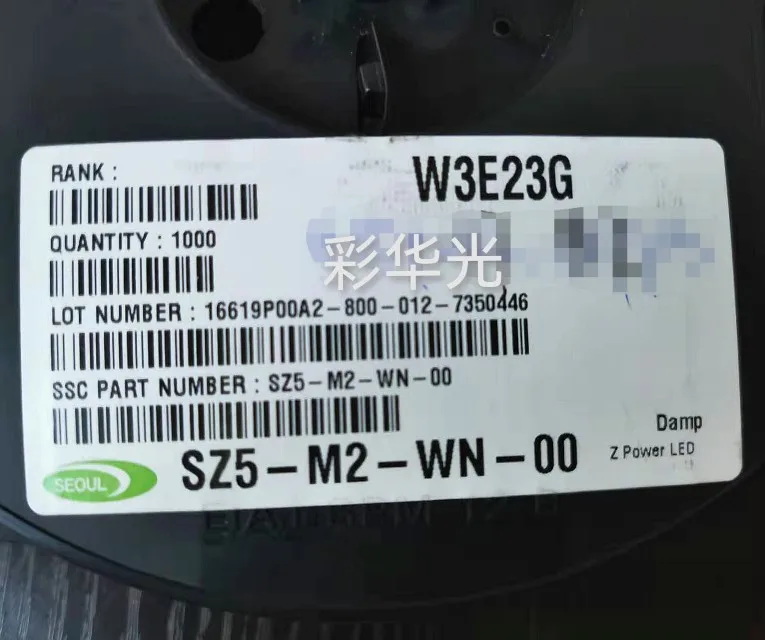 RANK :
W3E23G
QUANTITY : 1000
彩华光
LOT NUMBER : 16619P00A2-800-012-7350446
SSC PART NUMBER : SZ5-M2-WN-00
Damp
SEOUL
SZ5-M2-WN-00
Z Power LED